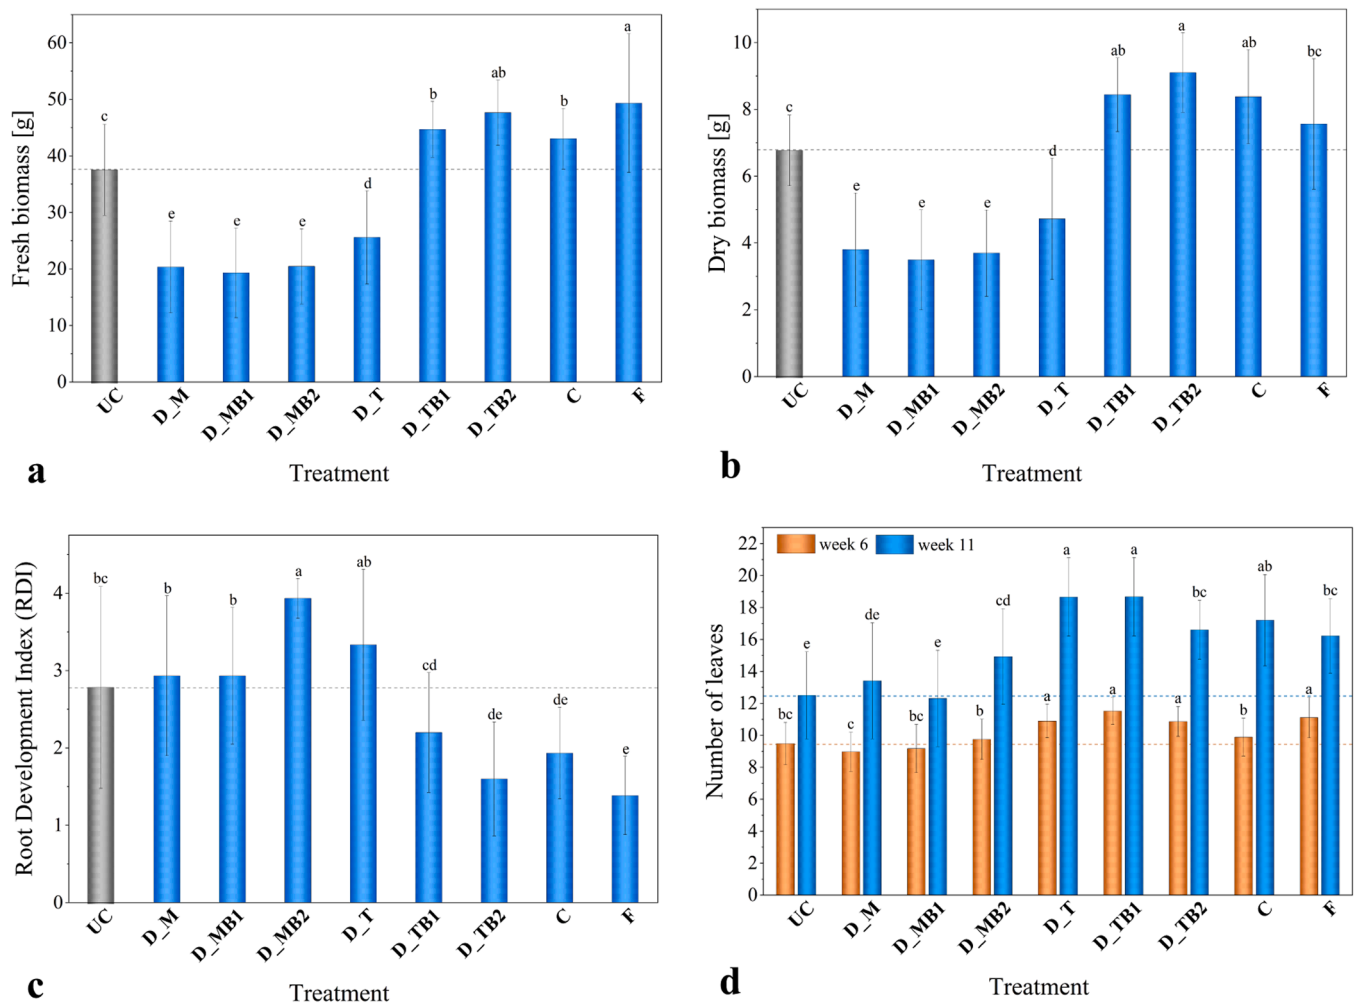 60
50
40
30
20
10
0
Fresh biomass [g]
c
e
e
e
d
b
ab
b
a
UC
D_M
D_MB1
D_MB2
D_T
D_TB1
D_TB2
C
F
Treatment
a
10
8
6
4
2
0
Dry biomass [g]
c
e
e
e
d
ab
a
ab
bc
UC
D_M
D_MB1
D_MB2
D_T
D_TB1
D_TB2
C
F
Treatment
b
4
3
2
1
0
Root Development Index (RDI)
bc
b
b
a
ab
cd
de
de
e
UC
D_M
D_MB1
D_MB2
D_T
D_TB1
D_TB2
C
F
Treatment
c
22
20
18
16
14
12
10
8
6
4
2
0
Number of leaves
week 6
week 11
bc
e
c
de
bc
e
b
cd
a
a
a
a
a
bc
b
ab
a
bc
UC
D_M
D_MB1
D_MB2
D_T
D_TB1
D_TB2
C
F
Treatment
d